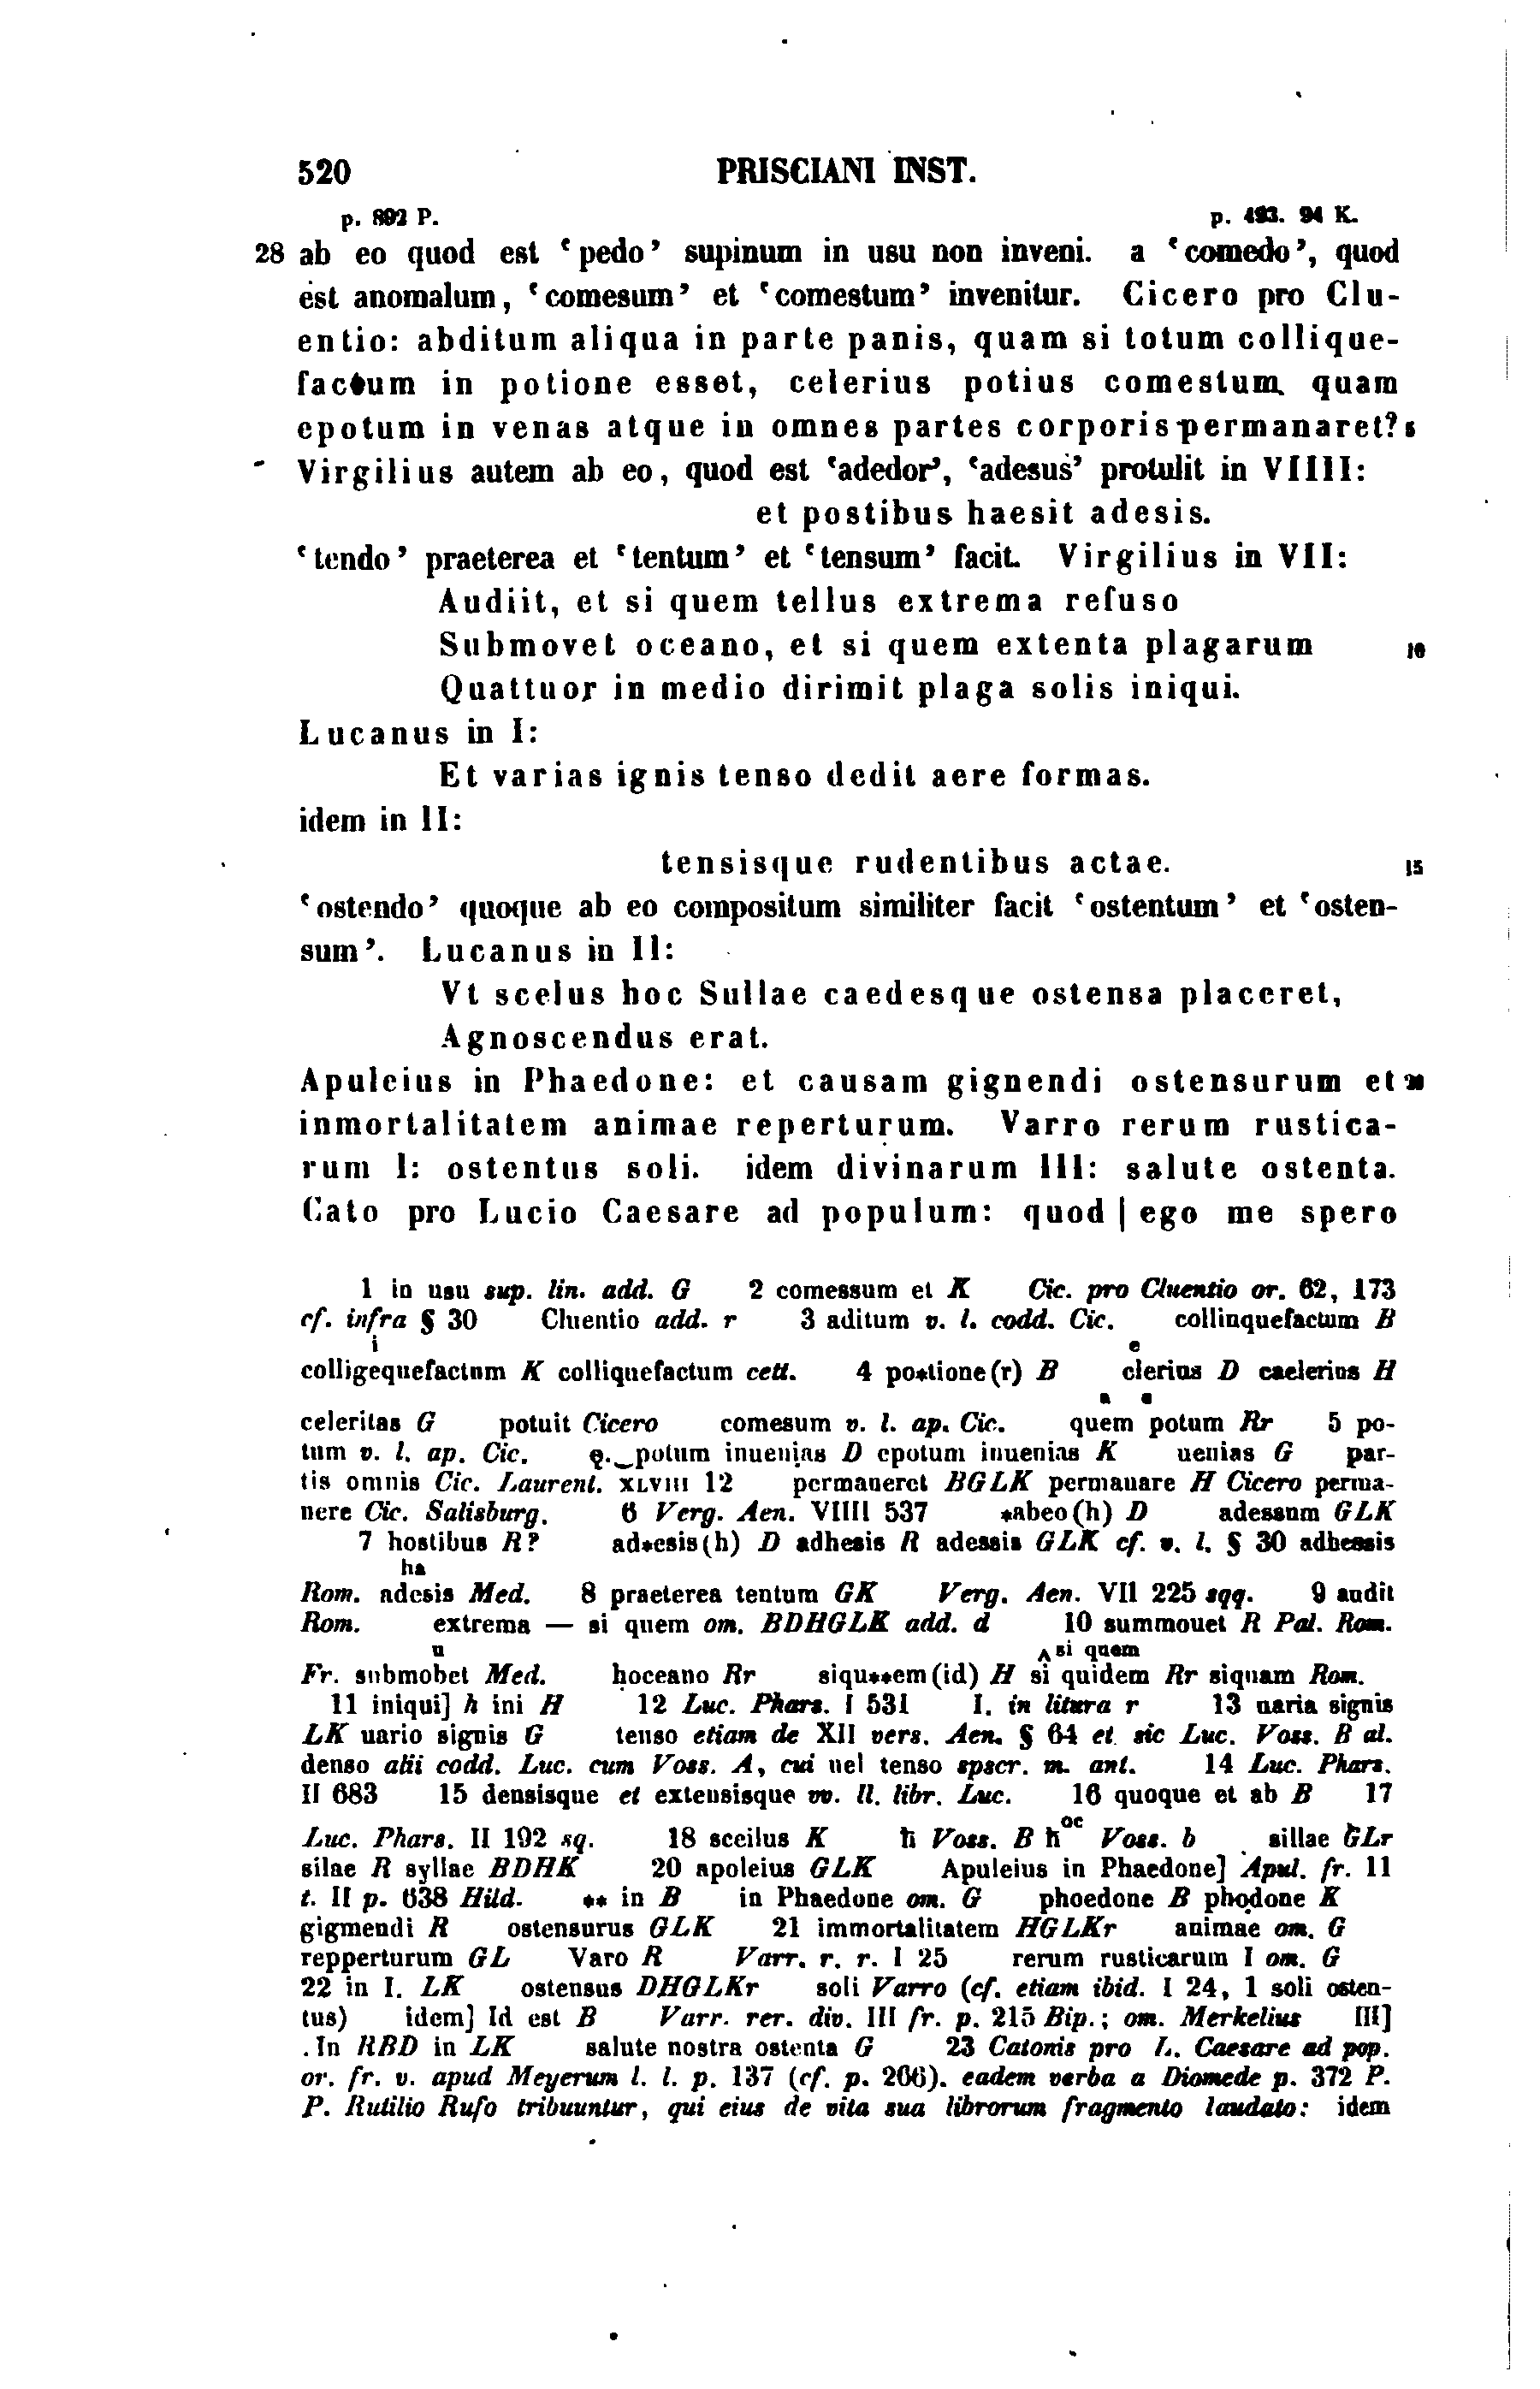 520 PRISCIANI INST.
p. 892 P. p. 493. 94 K.
28 ab eo quod est ‘pedo’ supinum in usu non inveni. a ‘comedo’, quod
est anomalum, ‘comesum’ et ‘comestum’ invenitur. Cicero pro Clu-
entio: abditum aliqua in parte panis, quam si totum collique-
factum in potione esset, celerius potius comestum quam
epotum in venas atque in omnes partes corporis permanaret? 5
Virgilius autem ab eo, quod est ‘adedor’, ‘adesus’ protulit in VIIII:
et postibus haesit adesis.
‘tendo’ praeterea et ‘tentum’ et ‘tensum’ facit. Virgilius in VII:
Audiit, et si quem tellus extrema refuso
Submovet oceano, et si quem extenta plagarum 10
Quattuor in medio dirimit plaga solis iniqui.
Lucanus in I:
Et varias ignis tenso dedit aere formas.
idem in II:
tensisque rudentibus actae. 15
‘ostendo’ quoque ab eo compositum similiter facit ‘ostentum’ et ‘osten-
sum’. Lucanus in II:
Vt scelus hoc Sullae caedesque ostensa placeret,
Agnoscendus erat.
Apuleius in Phaedone: et causam gignendi ostensurum et 20
inmortalitatem animae reperturum. Varro rerum rustica-
rum I: ostentus soli. idem divinarum III: salute ostenta.
Cato pro Lucio Caesare ad populum: quod | ego me spero
1 in usu sup. lin. add. G 2 comessum et K Cic. pro Cluentio or. 62, 173
cf. infra § 30 Cluentio add. r 3 aditum v. l. codd. Cic. collinquefactum B
i e
colligequefactum K colliquefactum cett. 4 po*tione(r) B clerius D caelerius H
a a
celeritas G potuit Cicero comesum v. l. ap. Cic. quem potum Rr 5 po-
tum v. l. ap. Cic. ę. potum inuenias D epotum inuenias K uenias G par-
tis omnis Cic. Laurent. XLVIII 12 permaneret BGLK permanare H Cicero perma-
nere Cic. Salisburg. 6 Verg. Aen. VIIII 537 *abeo(h) D adessum GLK
7 hostibus R? ad*esis(h) D adhesis R adessis GLK cf. v. l. § 30 adhessis
ha
Rom. adesis Med. 8 praeterea tentum GK Verg. Aen. VII 225 sqq. 9 audit
Rom. extrema — si quem om. BDHGLK add. d 10 summouet R Pal. Rom.
u si quem
Fr. submobet Med. hoceano Rr siqu**em(id) H si quidem Rr siquam Rom.
11 iniqui] h ini H 12 Luc. Phars. I 531 I. in litura r 13 uaria signis
LK uario signis G tenso etiam de XII vers. Aen. § 64 et sic Luc. Voss. B al.
denso alii codd. Luc. cum Voss. A, cui uel tenso spscr. m. ant. 14 Luc. Phars.
II 683 15 densisque et extensisque vv. ll. libr. Luc. 16 quoque et ab B 17
Luc. Phars. II 192 sq. 18 sceilus K ħ Voss. B ħoc Voss. b sillae GLr
silae R syllae BDHK 20 apoleius GLK Apuleius in Phaedone] Apul. fr. 11
t. II p. 638 Hild. ** in B in Phaedone om. G phoedone B phodone K
gigmendi R ostensurus GLK 21 immortalitatem HGLKr animae om. G
repperturum GL Varo R Varr. r. r. I 25 rerum rusticarum I om. G
22 in I. LK ostensus DHGLKr soli Varro (cf. etiam ibid. I 24, 1 soli osten-
tus) idem] Id est B Varr. rer. div. III fr. p. 215 Bip.; om. Merkelius III]
.In RBD in LK salute nostra ostenta G 23 Catonis pro L. Caesare ad pop.
or. fr. v. apud Meyerum l. l. p. 137 (cf. p. 206). eadem verba a Diomede p. 372 P.
P. Rutilio Rufo tribuuntur, qui eius de vita sua librorum fragmento laudato: idem